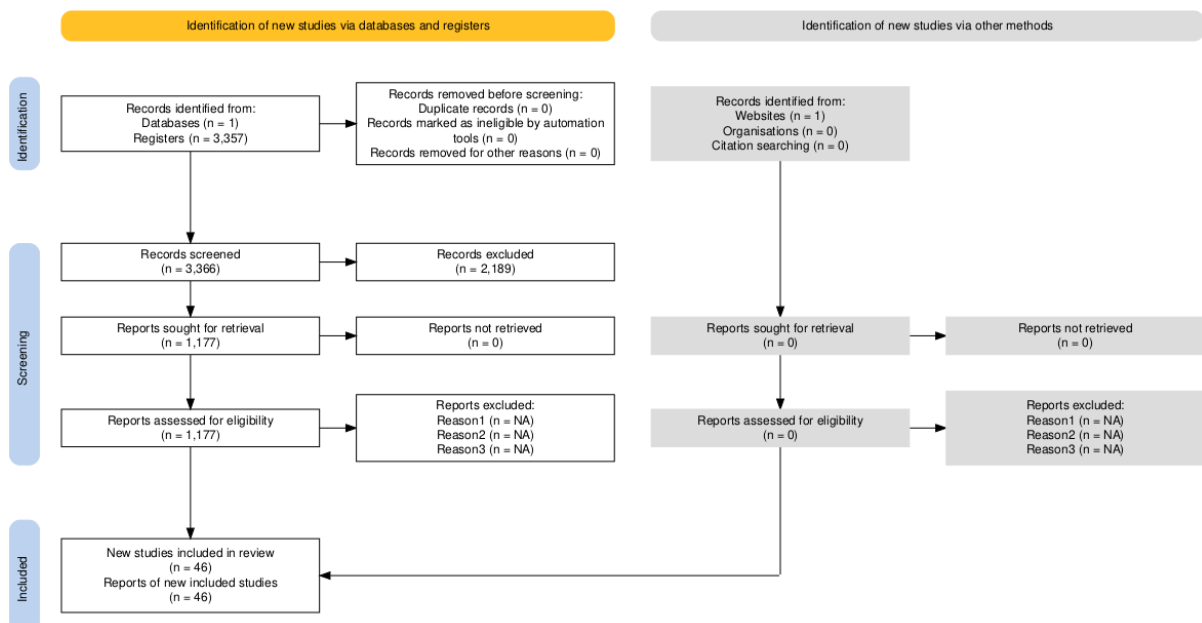 Identification of new studies via databases and registers
Identification of new studies via other methods
Identification
Records identified from:
Databases (n = 1)
Registers (n = 3,357)
Records removed before screening:
Duplicate records (n = 0)
Records marked as ineligible by automation
tools (n = 0)
Records removed for other reasons (n = 0)
Records identified from:
Websites (n = 1)
Organisations (n = 0)
Citation searching (n = 0)
Screening
Records screened
(n = 3,366)
Records excluded
(n = 2,189)
Reports sought for retrieval
(n = 1,177)
Reports not retrieved
(n = 0)
Reports sought for retrieval
(n = 0)
Reports not retrieved
(n = 0)
Reports assessed for eligibility
(n = 1,177)
Reports excluded:
Reason1 (n = NA)
Reason2 (n = NA)
Reason3 (n = NA)
Reports assessed for eligibility
(n = 0)
Reports excluded:
Reason1 (n = NA)
Reason2 (n = NA)
Reason3 (n = NA)
Included
New studies included in review
(n = 46)
Reports of new included studies
(n = 46)